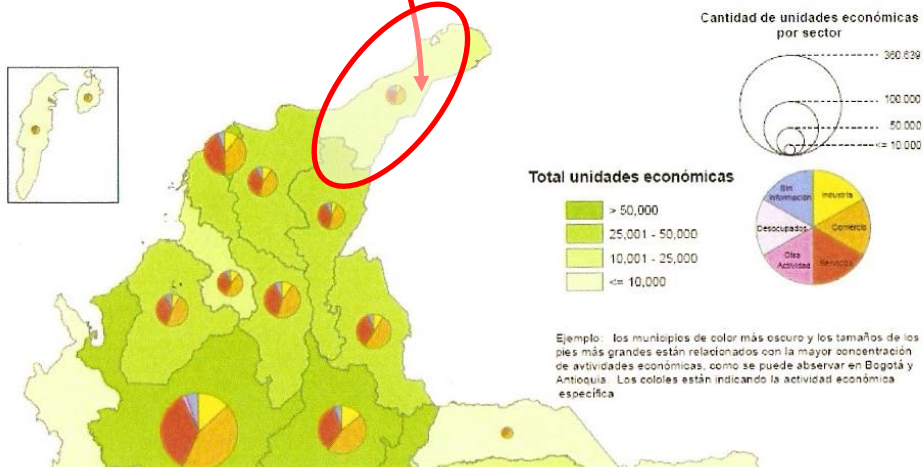 Cantidad de unidades económicas
por sector
360.639
100.000
50.000
<= 10.000
Total unidades económicas
> 50,000
25,001 - 50,000
10,001 - 25,000
<= 10,000
Sin
Información
Industria
Desocupados
Comercio
Otra
Actividad
Servicios
Ejemplo: los municipios de color más oscuro y los tamaños de los
pies más grandes están relacionados con la mayor concentración
de avtividades económicas, como se puede observar en Bogotá y
Antioquia. Los cololes están indicando la actividad económica
específica